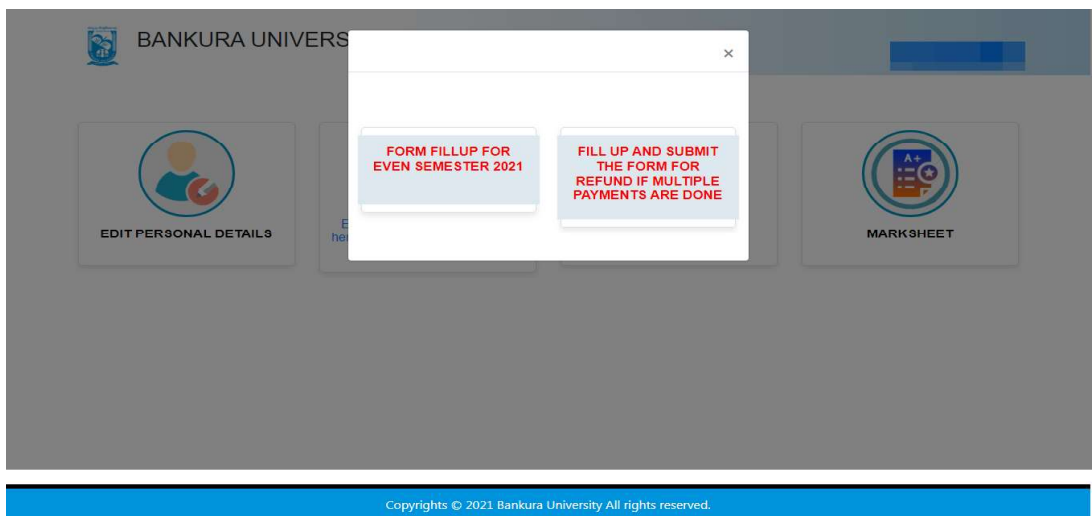 BANKURA UNIVERS
×
FORM FILLUP FOR
EVEN SEMESTER 2021
FILL UP AND SUBMIT
THE FORM FOR
REFUND IF MULTIPLE
PAYMENTS ARE DONE
EDIT PERSONAL DETAILS
E
her
A+
MARKSHEET
Copyrights © 2021 Bankura University All rights reserved.